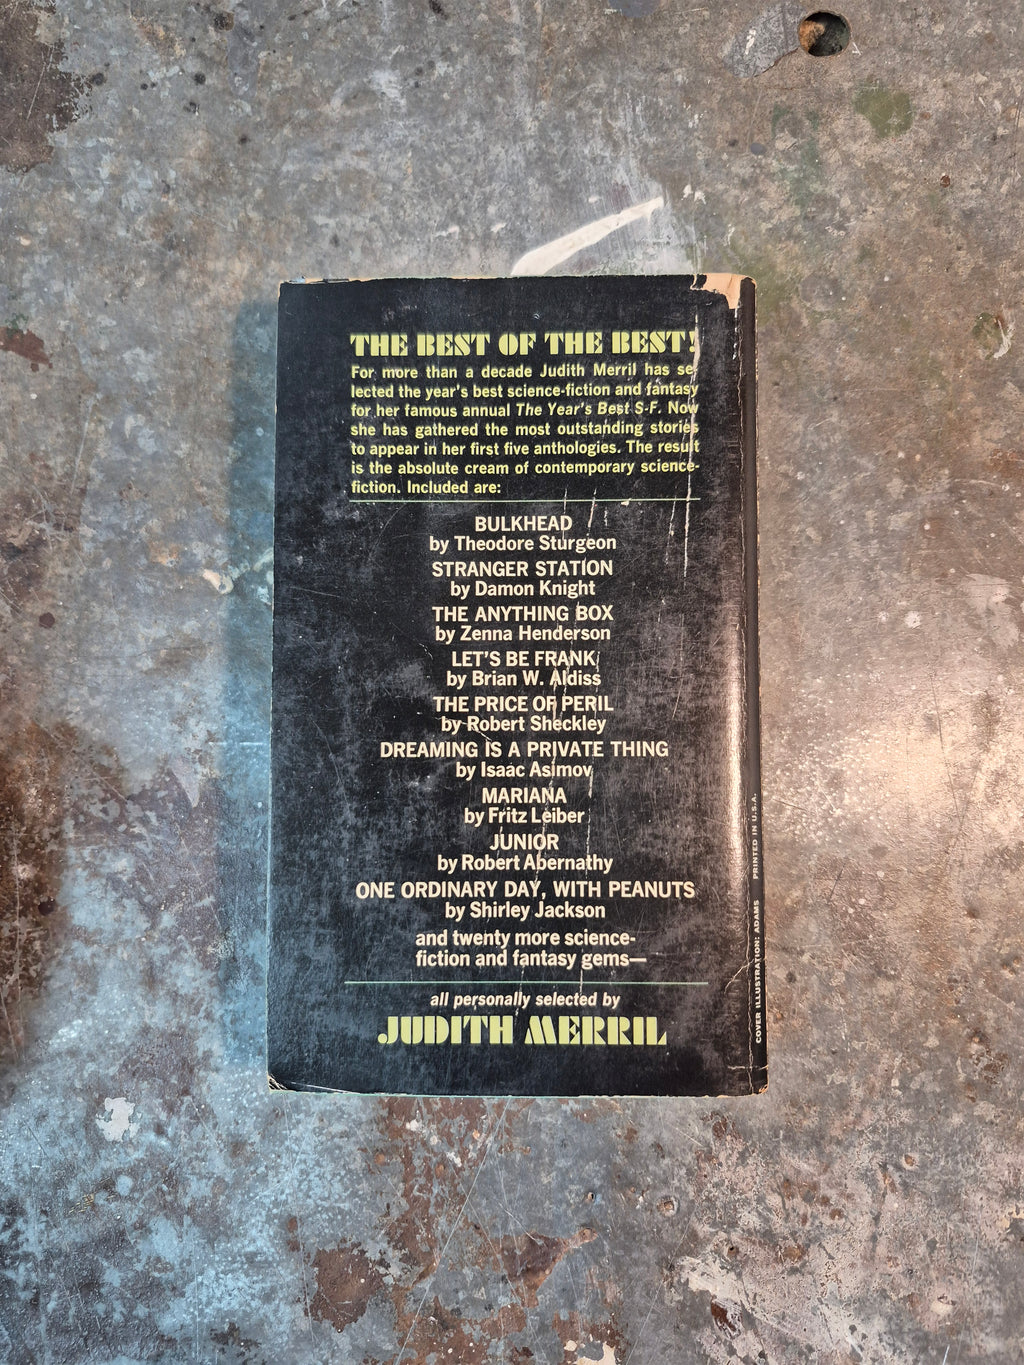 THE BEST OF THE BEST!
For more than a decade Judith Merril has se-
lected the year's best science-fiction and fantasy
for her famous annual The Year's Best S-F. Now
she has gathered the most outstanding stories
to appear in her first five anthologies. The result
is the absolute cream of contemporary science-
fiction. Included are:
BULKHEAD
by Theodore Sturgeon
STRANGER STATION
by Damon Knight
THE ANYTHING BOX
by Zenna Henderson
LET'S BE FRANK
by Brian W. Aldiss
THE PRICE OF PERIL
by Robert Sheckley
DREAMING IS A PRIVATE THING
by Isaac Asimov
MARIANA
by Fritz Leiber
JUNIOR
by Robert Abernathy
ONE ORDINARY DAY, WITH PEANUTS
by Shirley Jackson
and twenty more science-
fiction and fantasy gems—
all personally selected by
JUDITH MERRIL
COVER ILLUSTRATION: ADAMS PRINTED IN U.S.A.